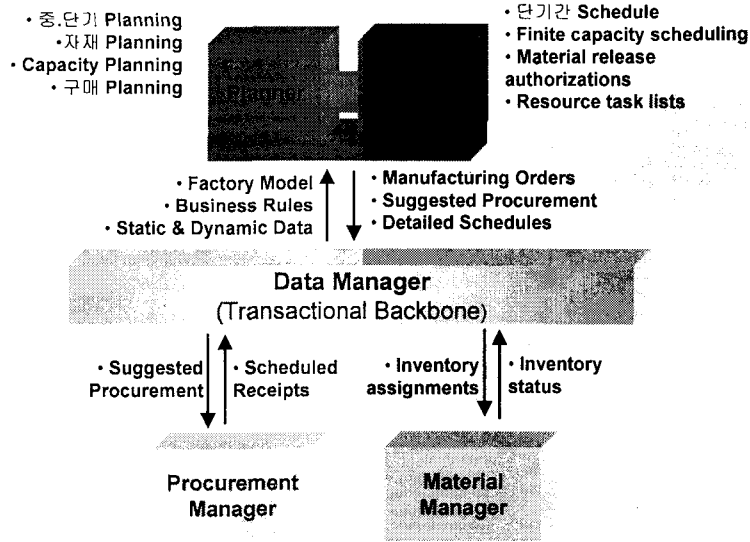 · 중.단기 Planning
· 자재 Planning
· Capacity Planning
· 구매 Planning
· 단기간 Schedule
· Finite capacity scheduling
· Material release
authorizations
· Resource task lists
Planner
· Factory Model
· Business Rules
· Static & Dynamic Data
· Manufacturing Orders
· Suggested Procurement
· Detailed Schedules
Data Manager
(Transactional Backbone)
· Suggested
Procurement
· Scheduled
Receipts
· Inventory
assignments
· Inventory
status
Procurement
Manager
Material
Manager